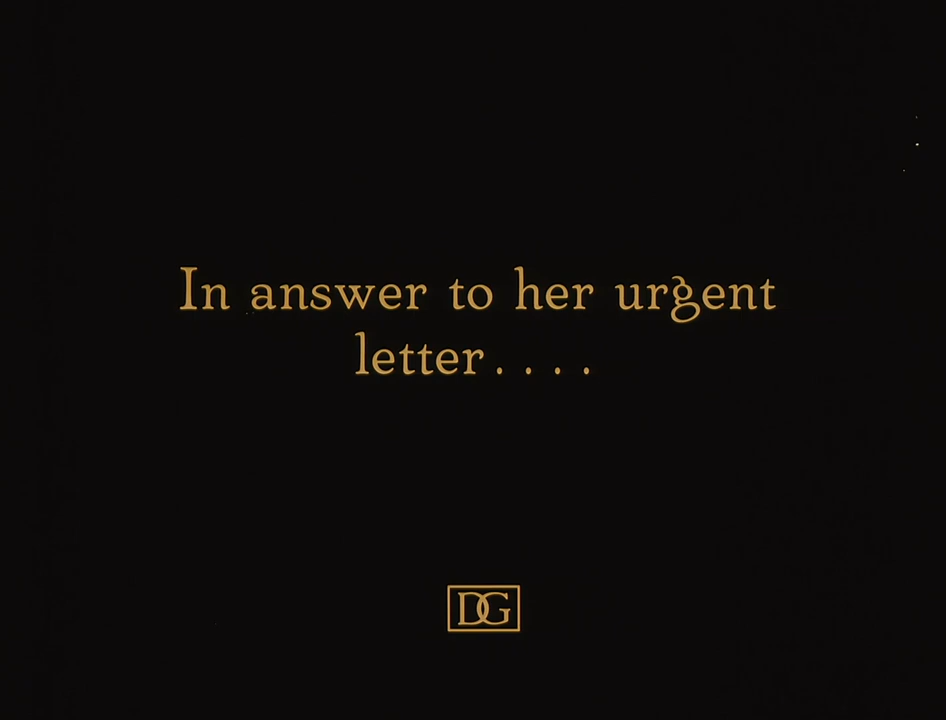 In answer to her urgent
letter. . . .
DG